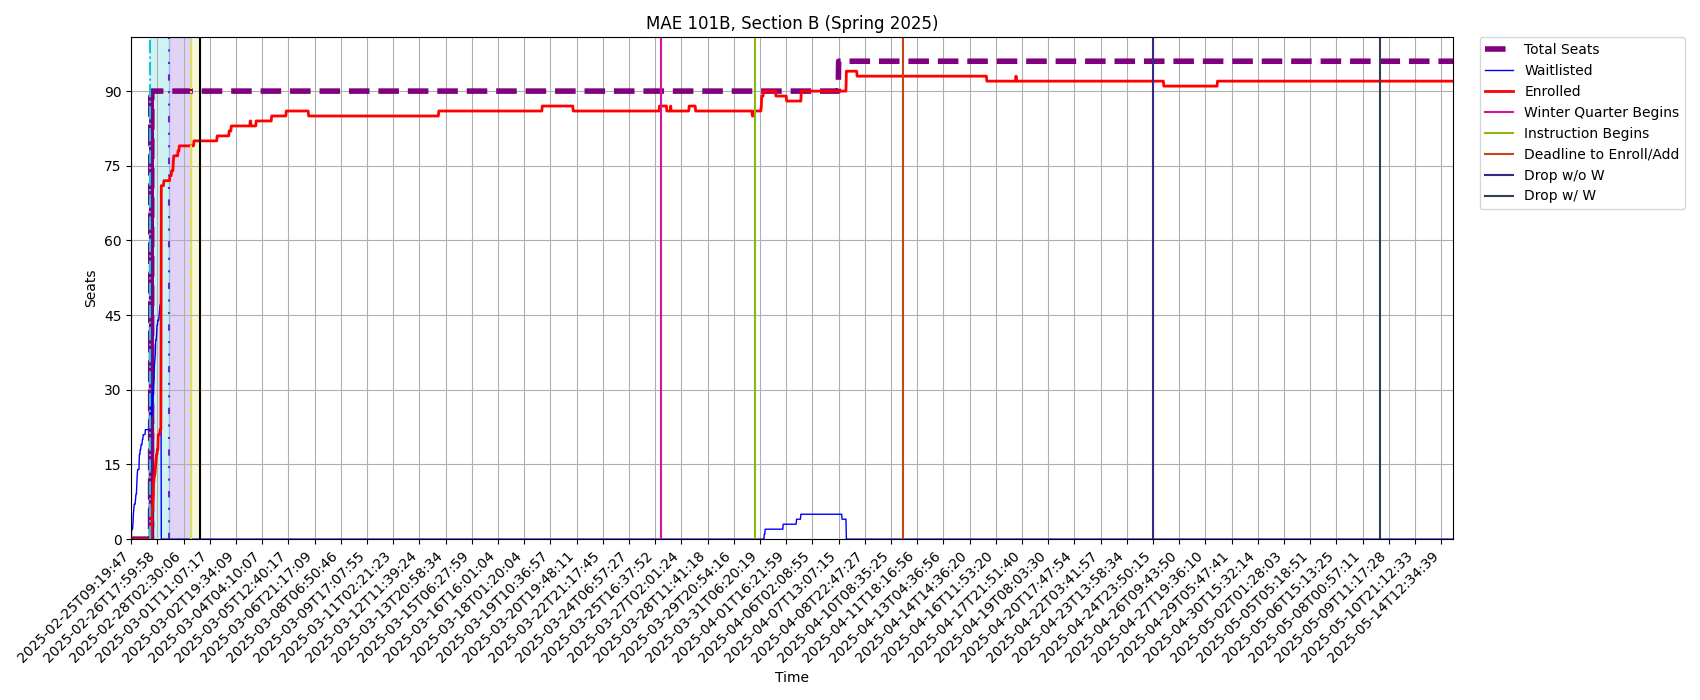 MAE 101B, Section B (Spring 2025)
Total Seats
Waitlisted
Enrolled
Winter Quarter Begins
Instruction Begins
Deadline to Enroll/Add
Drop w/o W
Drop w/ W
Seats
90
75
60
45
30
15
0
2025-02-25T09:19:47
2025-02-26T17:59:58
2025-02-28T02:30:06
2025-03-01T11:07:17
2025-03-02T19:34:09
2025-03-04T04:10:07
2025-03-05T12:40:17
2025-03-06T21:17:09
2025-03-08T06:50:46
2025-03-09T17:07:55
2025-03-11T02:21:23
2025-03-12T11:39:24
2025-03-13T20:58:34
2025-03-15T06:27:59
2025-03-16T16:01:04
2025-03-18T01:20:04
2025-03-19T10:36:57
2025-03-20T19:48:11
2025-03-22T21:17:45
2025-03-24T06:57:27
2025-03-25T16:37:52
2025-03-27T02:01:24
2025-03-28T11:41:18
2025-03-29T20:54:16
2025-03-31T06:20:19
2025-04-01T16:21:59
2025-04-06T02:08:55
2025-04-07T13:07:15
2025-04-08T22:47:27
2025-04-10T08:35:25
2025-04-11T18:16:56
2025-04-13T04:36:56
2025-04-14T14:36:20
2025-04-16T11:53:20
2025-04-17T21:51:40
2025-04-19T08:03:30
2025-04-20T17:47:54
2025-04-22T03:41:57
2025-04-23T13:58:34
2025-04-24T23:50:15
2025-04-26T09:43:50
2025-04-27T19:36:10
2025-04-29T05:47:41
2025-04-30T15:32:14
2025-05-02T01:28:03
2025-05-05T05:18:51
2025-05-06T15:13:25
2025-05-08T00:57:11
2025-05-09T11:17:28
2025-05-10T21:12:33
2025-05-14T12:34:39
Time